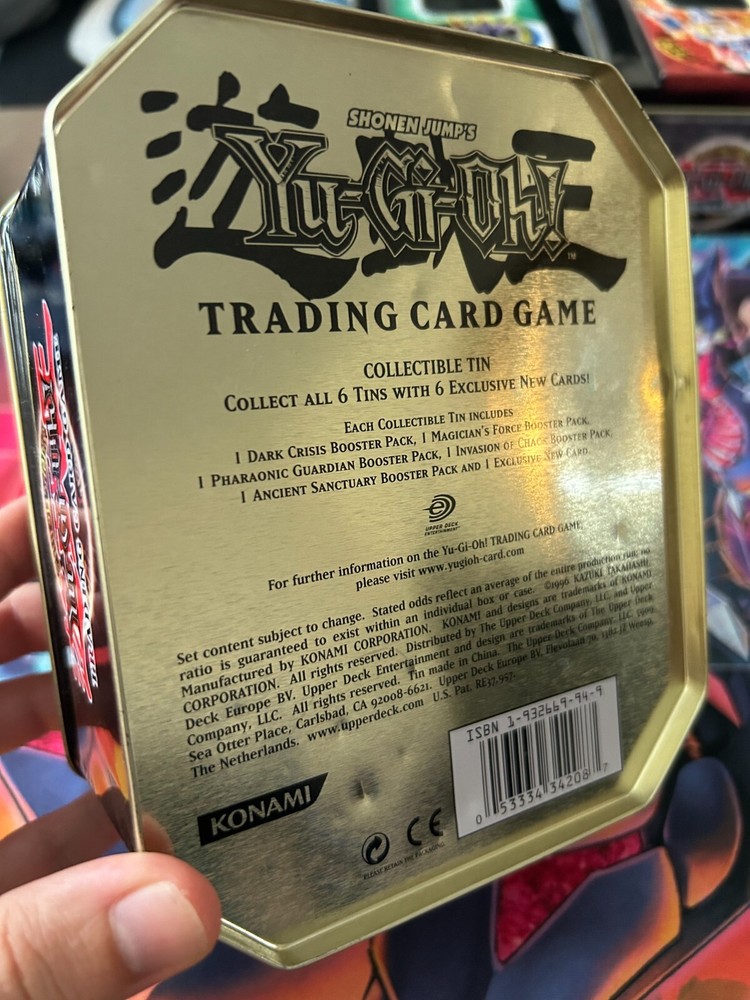 SHONEN JUMP'S
Yu-Gi-Oh!
TM
TRADING CARD GAME
COLLECTIBLE TIN
COLLECT ALL 6 TINS WITH 6 EXCLUSIVE NEW CARDS!
EACH COLLECTIBLE TIN INCLUDES
1 DARK CRISIS BOOSTER PACK, 1 MAGICIAN'S FORCE BOOSTER PACK,
1 PHARAONIC GUARDIAN BOOSTER PACK, 1 INVASION OF CHAOS BOOSTER PACK,
1 ANCIENT SANCTUARY BOOSTER PACK AND 1 EXCLUSIVE NEW CARD.
UPPER DECK
ENTERTAINMENT
For further information on the Yu-Gi-Oh! TRADING CARD GAME,
please visit www.yugioh-card.com
Set content subject to change. Stated odds reflect an average of the entire production run; no
ratio is guaranteed to exist within an individual box or case. ©1996 KAZUKI TAKAHASHI.
Manufactured by KONAMI CORPORATION. KONAMI and designs are trademarks of KONAMI
CORPORATION. All rights reserved. Distributed by The Upper Deck Company, LLC. and Upper
Deck Europe BV. Upper Deck Entertainment and design are trademarks of The Upper Deck
Company, LLC. All rights reserved. Tin made in China. The Upper Deck Company, LLC. 5909
Sea Otter Place, Carlsbad, CA 92008-6621. Upper Deck Europe BV, Flevolaan 20, 1382 JZ Weesp,
The Netherlands. www.upperdeck.com U.S. Pat. RE37,957.
ISBN 1-932669-94-9
0 53334 34208 7
KONAMI
CE
PLEASE RETAIN THE PACKAGING